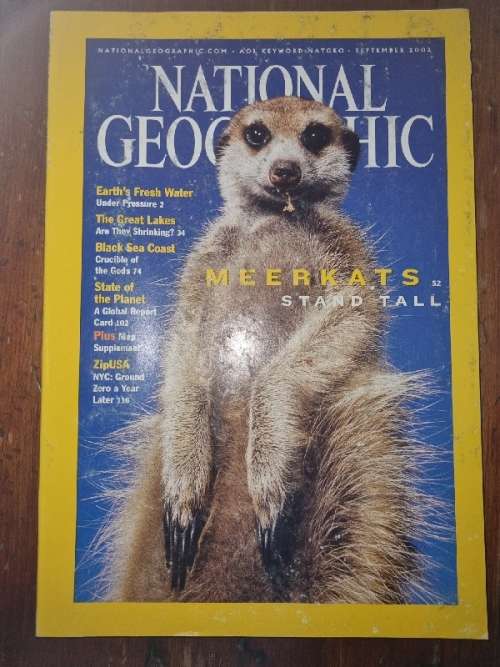 NATIONALGEOGRAPHIC.COM • AOL KEYWORD: NATGEO • SEPTEMBER 2002
NATIONAL
GEOGRAPHIC
Earth's Fresh Water
Under Pressure 2
The Great Lakes
Are They Shrinking? 34
Black Sea Coast
Crucible of
the Gods 74
MEERKATS 52
STAND TALL
State of
the Planet
A Global Report
Card 102
Plus Map
Supplement
ZipUSA
NYC: Ground
Zero a Year
Later 116